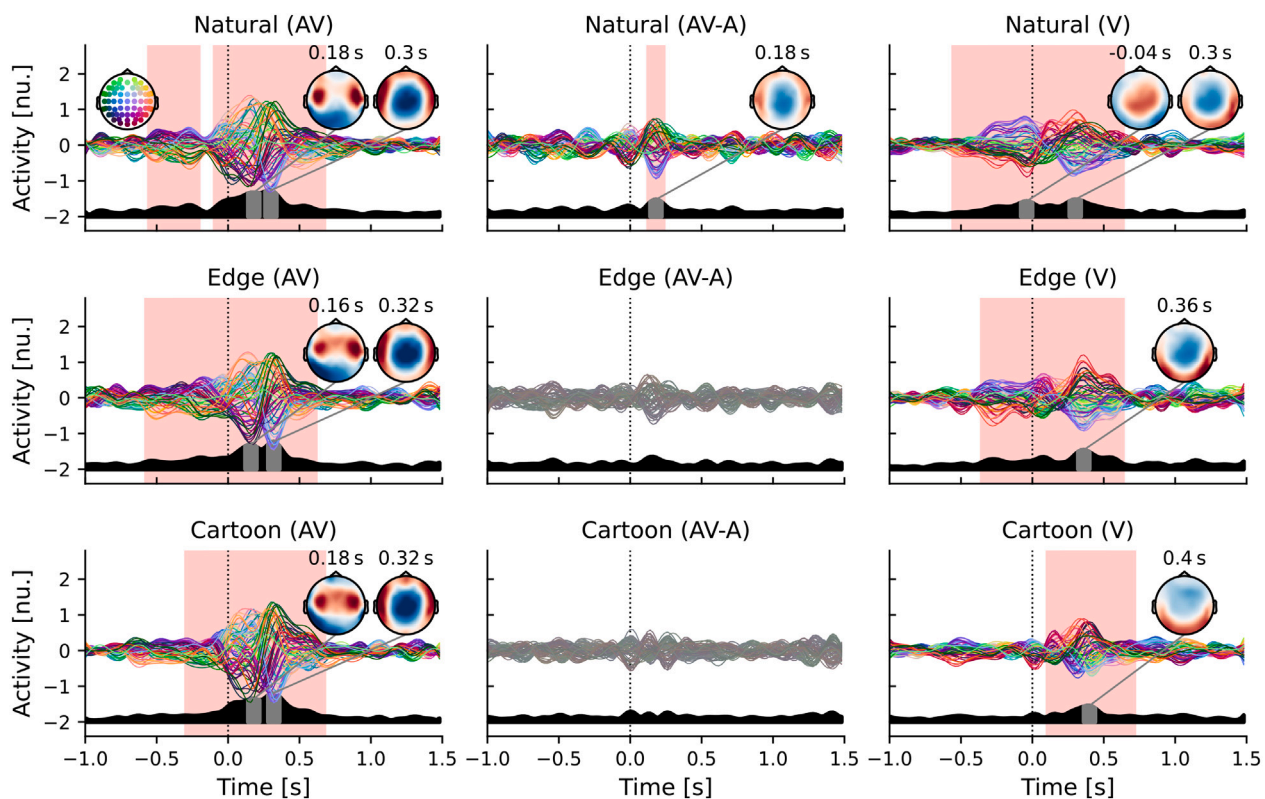 Natural (AV)
Natural (AV-A)
Natural (V)
0.18 s 0.3 s
0.18 s
-0.04 s 0.3 s
Activity [nu.]
2
1
0
−1
−2
Edge (AV)
Edge (AV-A)
Edge (V)
0.16 s 0.32 s
0.36 s
Activity [nu.]
2
1
0
−1
−2
Cartoon (AV)
Cartoon (AV-A)
Cartoon (V)
0.18 s 0.32 s
0.4 s
Activity [nu.]
2
1
0
−1
−2
−1.0 −0.5 0.0 0.5 1.0 1.5
−1.0 −0.5 0.0 0.5 1.0 1.5
−1.0 −0.5 0.0 0.5 1.0 1.5
Time [s]
Time [s]
Time [s]